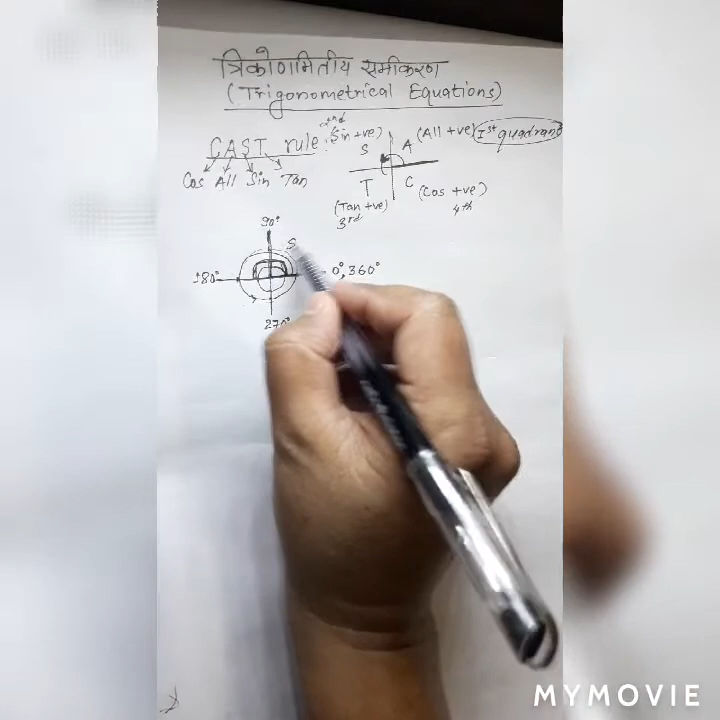 त्रिकोणमितीय समीकरण
(Trigonometrical Equations)
CAST rule:
Cos All Sin Tan
2nd (Sin +ve) (All +ve) Ist quadrand
S A
T C (Cos +ve)
(Tan +ve) 4th
3rd
90°
S
180° 0°, 360°
270°
MYMOVIE